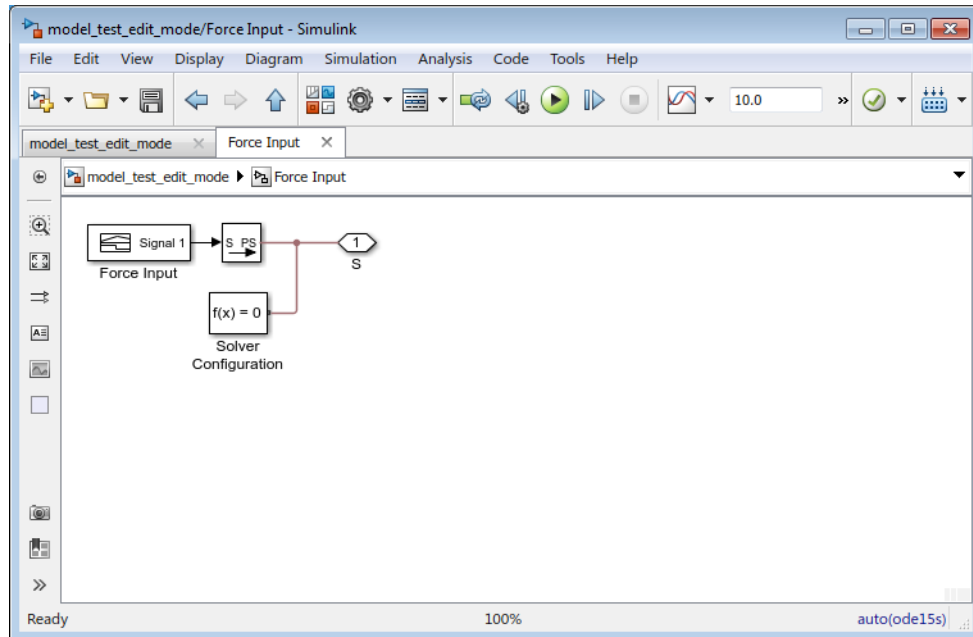 model_test_edit_mode/Force Input - Simulink
File Edit View Display Diagram Simulation Analysis Code Tools Help
10.0 »
model_test_edit_mode Force Input
model_test_edit_mode Force Input
Signal 1 S PS 1
Force Input S
f(x) = 0
Solver
Configuration
A
»
Ready 100% auto(ode15s)